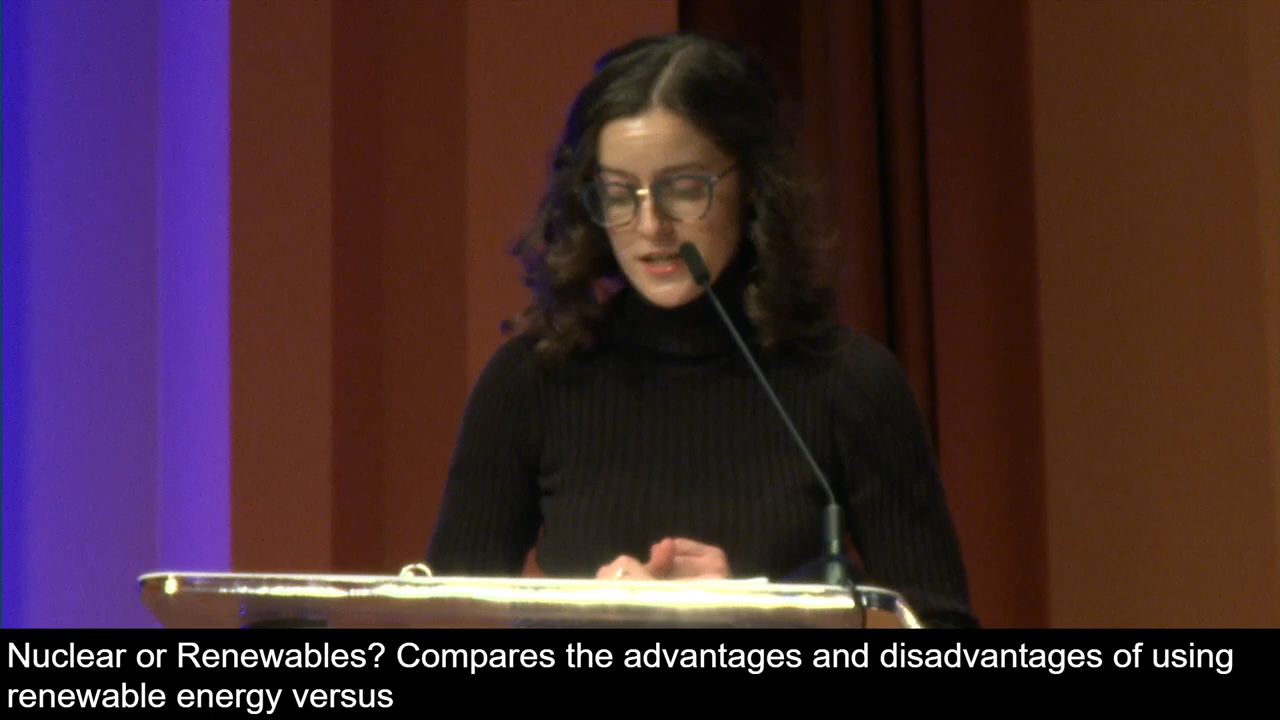 Nuclear or Renewables? Compares the advantages and disadvantages of using
renewable energy versus